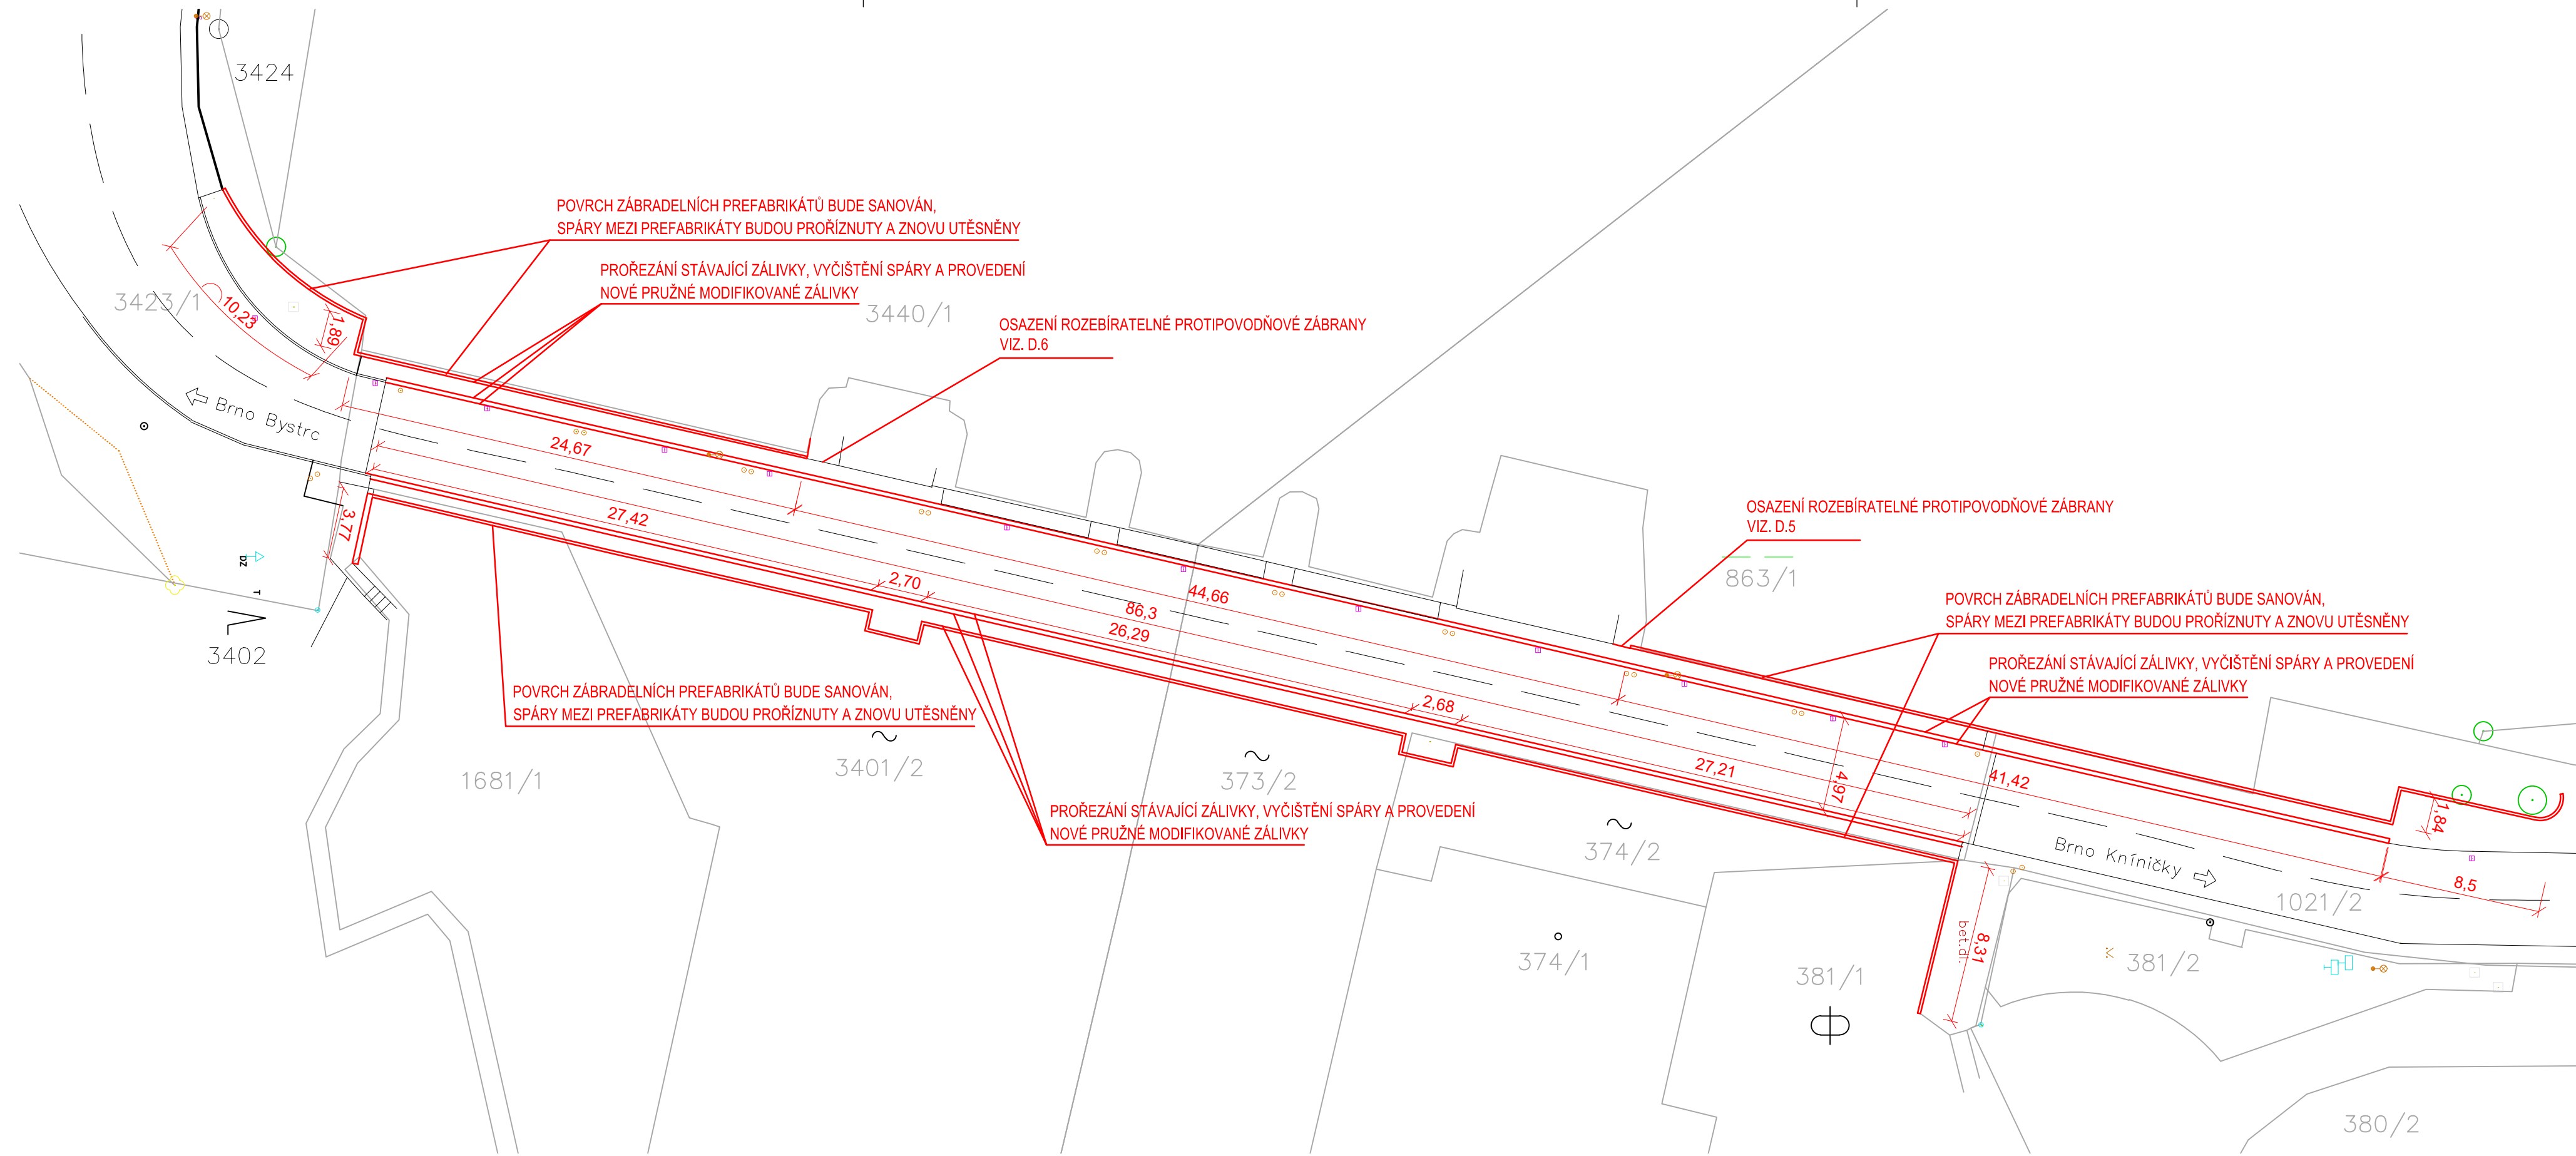 3424
POVRCH ZÁBRADELNÍCH PREFABRIKÁTŮ BUDE SANOVÁN,
SPÁRY MEZI PREFABRIKÁTY BUDOU PROŘÍZNUTY A ZNOVU UTĚSNĚNY
PROŘEZÁNÍ STÁVAJÍCÍ ZÁLIVKY, VYČIŠTĚNÍ SPÁRY A PROVEDENÍ
NOVÉ PRUŽNÉ MODIFIKOVANÉ ZÁLIVKY
3423/1
10,23
1,89
3440/1
OSAZENÍ ROZEBÍRATELNÉ PROTIPOVODŇOVÉ ZÁBRANY
VIZ. D.6
Brno Bystrc
24,67
27,42
3,77
DZ
T
3402
2,70
44,66
86,3
26,29
OSAZENÍ ROZEBÍRATELNÉ PROTIPOVODŇOVÉ ZÁBRANY
VIZ. D.5
863/1
POVRCH ZÁBRADELNÍCH PREFABRIKÁTŮ BUDE SANOVÁN,
SPÁRY MEZI PREFABRIKÁTY BUDOU PROŘÍZNUTY A ZNOVU UTĚSNĚNY
PROŘEZÁNÍ STÁVAJÍCÍ ZÁLIVKY, VYČIŠTĚNÍ SPÁRY A PROVEDENÍ
NOVÉ PRUŽNÉ MODIFIKOVANÉ ZÁLIVKY
POVRCH ZÁBRADELNÍCH PREFABRIKÁTŮ BUDE SANOVÁN,
SPÁRY MEZI PREFABRIKÁTY BUDOU PROŘÍZNUTY A ZNOVU UTĚSNĚNY
2,68
27,21
4,97
41,42
1,84
8,5
1681/1
3401/2
373/2
PROŘEZÁNÍ STÁVAJÍCÍ ZÁLIVKY, VYČIŠTĚNÍ SPÁRY A PROVEDENÍ
NOVÉ PRUŽNÉ MODIFIKOVANÉ ZÁLIVKY
374/2
Brno Kníničky
1021/2
bet.dl.
8,31
374/1
381/1
381/2
380/2